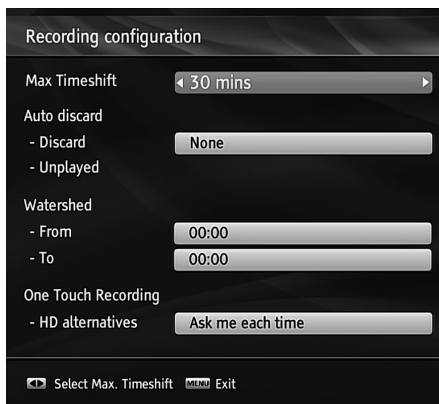 Recording configuration
Max Timeshift 30 mins
Auto discard
- Discard None
- Unplayed
Watershed
- From 00:00
- To 00:00
One Touch Recording
- HD alternatives Ask me each time
Select Max. Timeshift MENU Exit